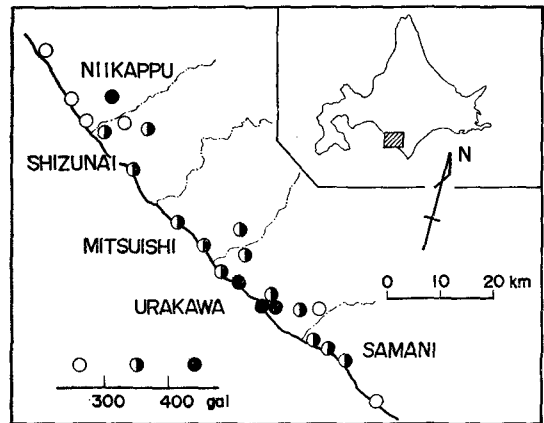 NIIKAPPU
SHIZUNAI
N
MITSUISHI
0 10 20 km
URAKAWA
SAMANI
300 400 gal